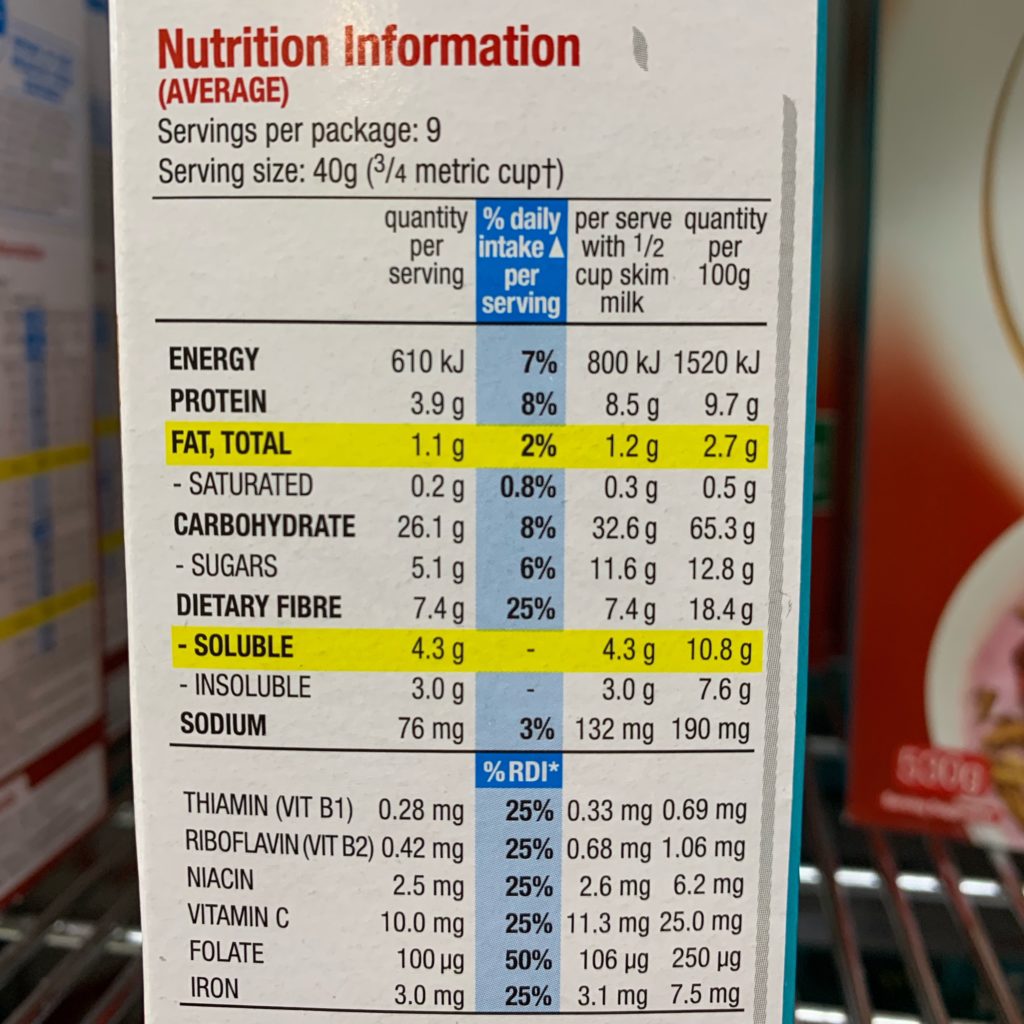 Nutrition Information
(AVERAGE)
Servings per package: 9
Serving size: 40g (3/4 metric cup†)
quantity % daily per serve quantity
per intake ▲ with 1/2 per
serving per cup skim 100g
serving milk
ENERGY 610 kJ 7% 800 kJ 1520 kJ
PROTEIN 3.9 g 8% 8.5 g 9.7 g
FAT, TOTAL 1.1 g 2% 1.2 g 2.7 g
- SATURATED 0.2 g 0.8% 0.3 g 0.5 g
CARBOHYDRATE 26.1 g 8% 32.6 g 65.3 g
- SUGARS 5.1 g 6% 11.6 g 12.8 g
DIETARY FIBRE 7.4 g 25% 7.4 g 18.4 g
- SOLUBLE 4.3 g - 4.3 g 10.8 g
- INSOLUBLE 3.0 g - 3.0 g 7.6 g
SODIUM 76 mg 3% 132 mg 190 mg
% RDI*
THIAMIN (VIT B1) 0.28 mg 25% 0.33 mg 0.69 mg
RIBOFLAVIN (VIT B2) 0.42 mg 25% 0.68 mg 1.06 mg
NIACIN 2.5 mg 25% 2.6 mg 6.2 mg
VITAMIN C 10.0 mg 25% 11.3 mg 25.0 mg
FOLATE 100 µg 50% 106 µg 250 µg
IRON 3.0 mg 25% 3.1 mg 7.5 mg